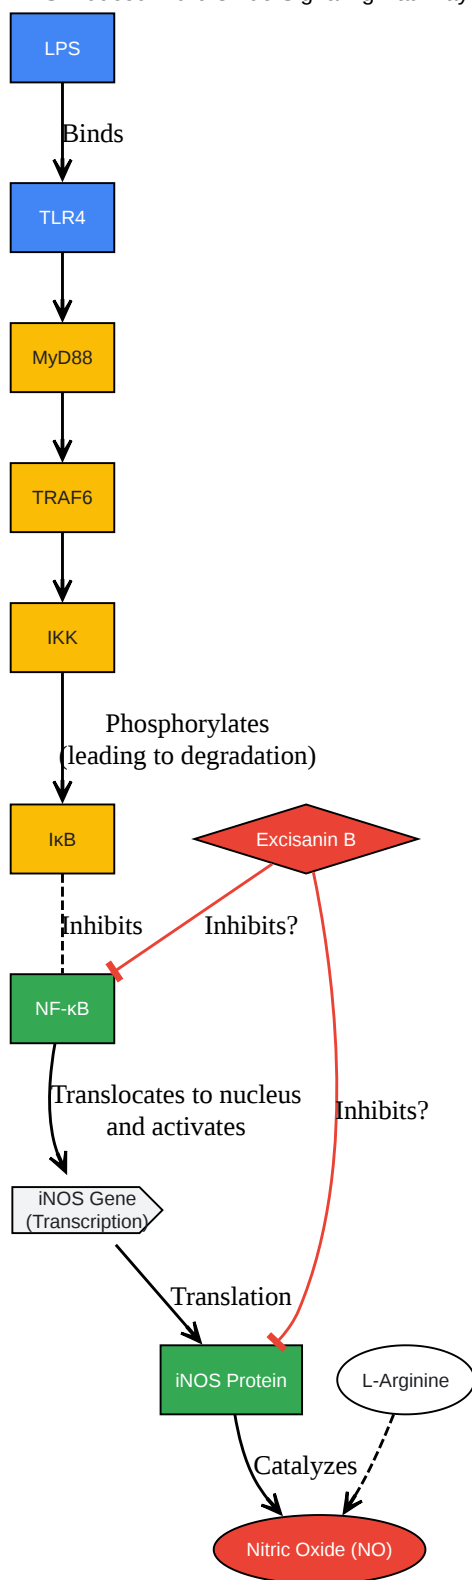 LPS
Binds
TLR4
MyD88
TRAF6
IKK
Phosphorylates
(leading to degradation)
IκB
Excisanin B
Inhibits
Inhibits?
NF-κB
Translocates to nucleus
and activates
Inhibits?
iNOS Gene
(Transcription)
Translation
iNOS Protein
L-Arginine
Catalyzes
Nitric Oxide (NO)